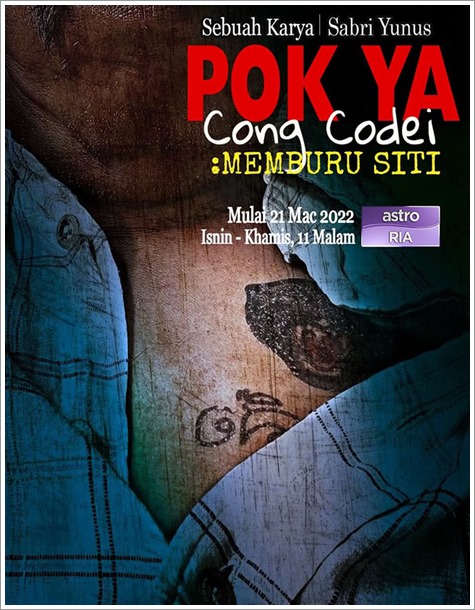 Sebuah Karya | Sabri Yunus
POK YA
Cong Codei
:MEMBURU SITI
Mulai 21 Mac 2022
Isnin - Khamis, 11 Malam
astro
RIA